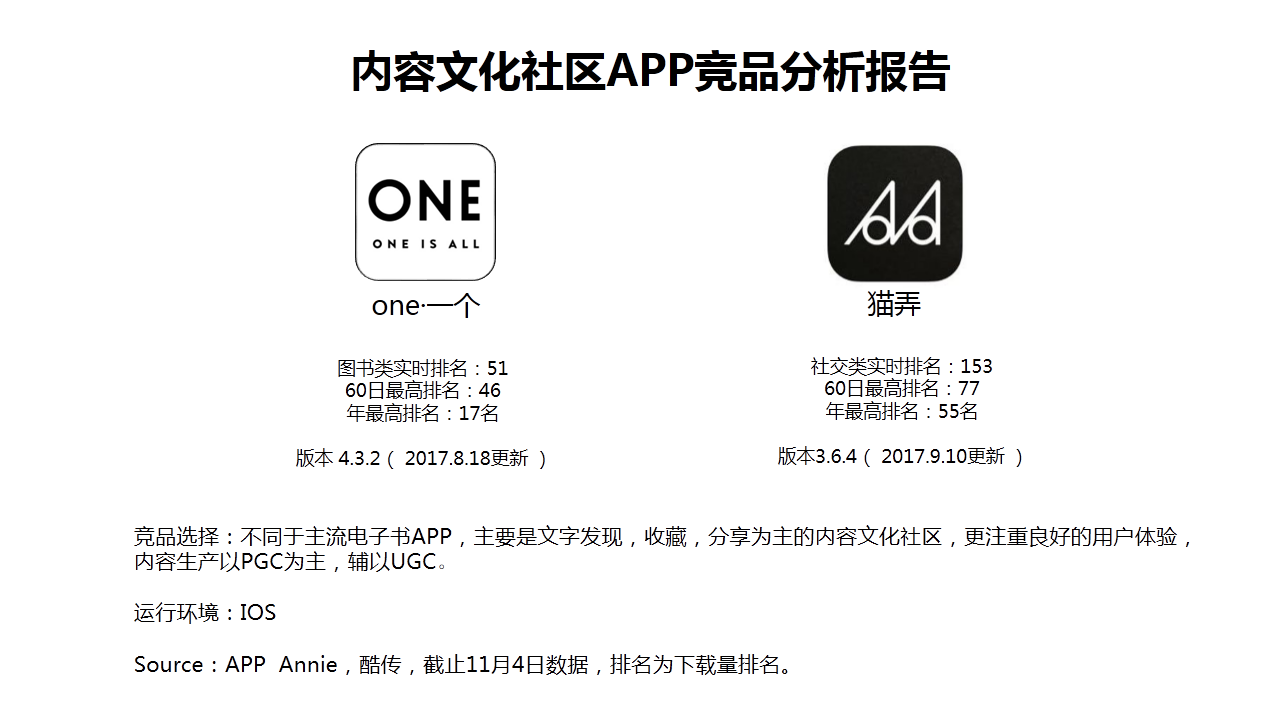 内容文化社区APP竞品分析报告
ONE
ONE IS ALL
one·一个
猫弄
图书类实时排名：51
60日最高排名：46
年最高排名：17名
版本 4.3.2（ 2017.8.18更新 ）
社交类实时排名：153
60日最高排名：77
年最高排名：55名
版本3.6.4（ 2017.9.10更新 ）
竞品选择：不同于主流电子书APP，主要是文字发现，收藏，分享为主的内容文化社区，更注重良好的用户体验，
内容生产以PGC为主，辅以UGC。
运行环境：IOS
Source：APP  Annie，酷传，截止11月4日数据，排名为下载量排名。